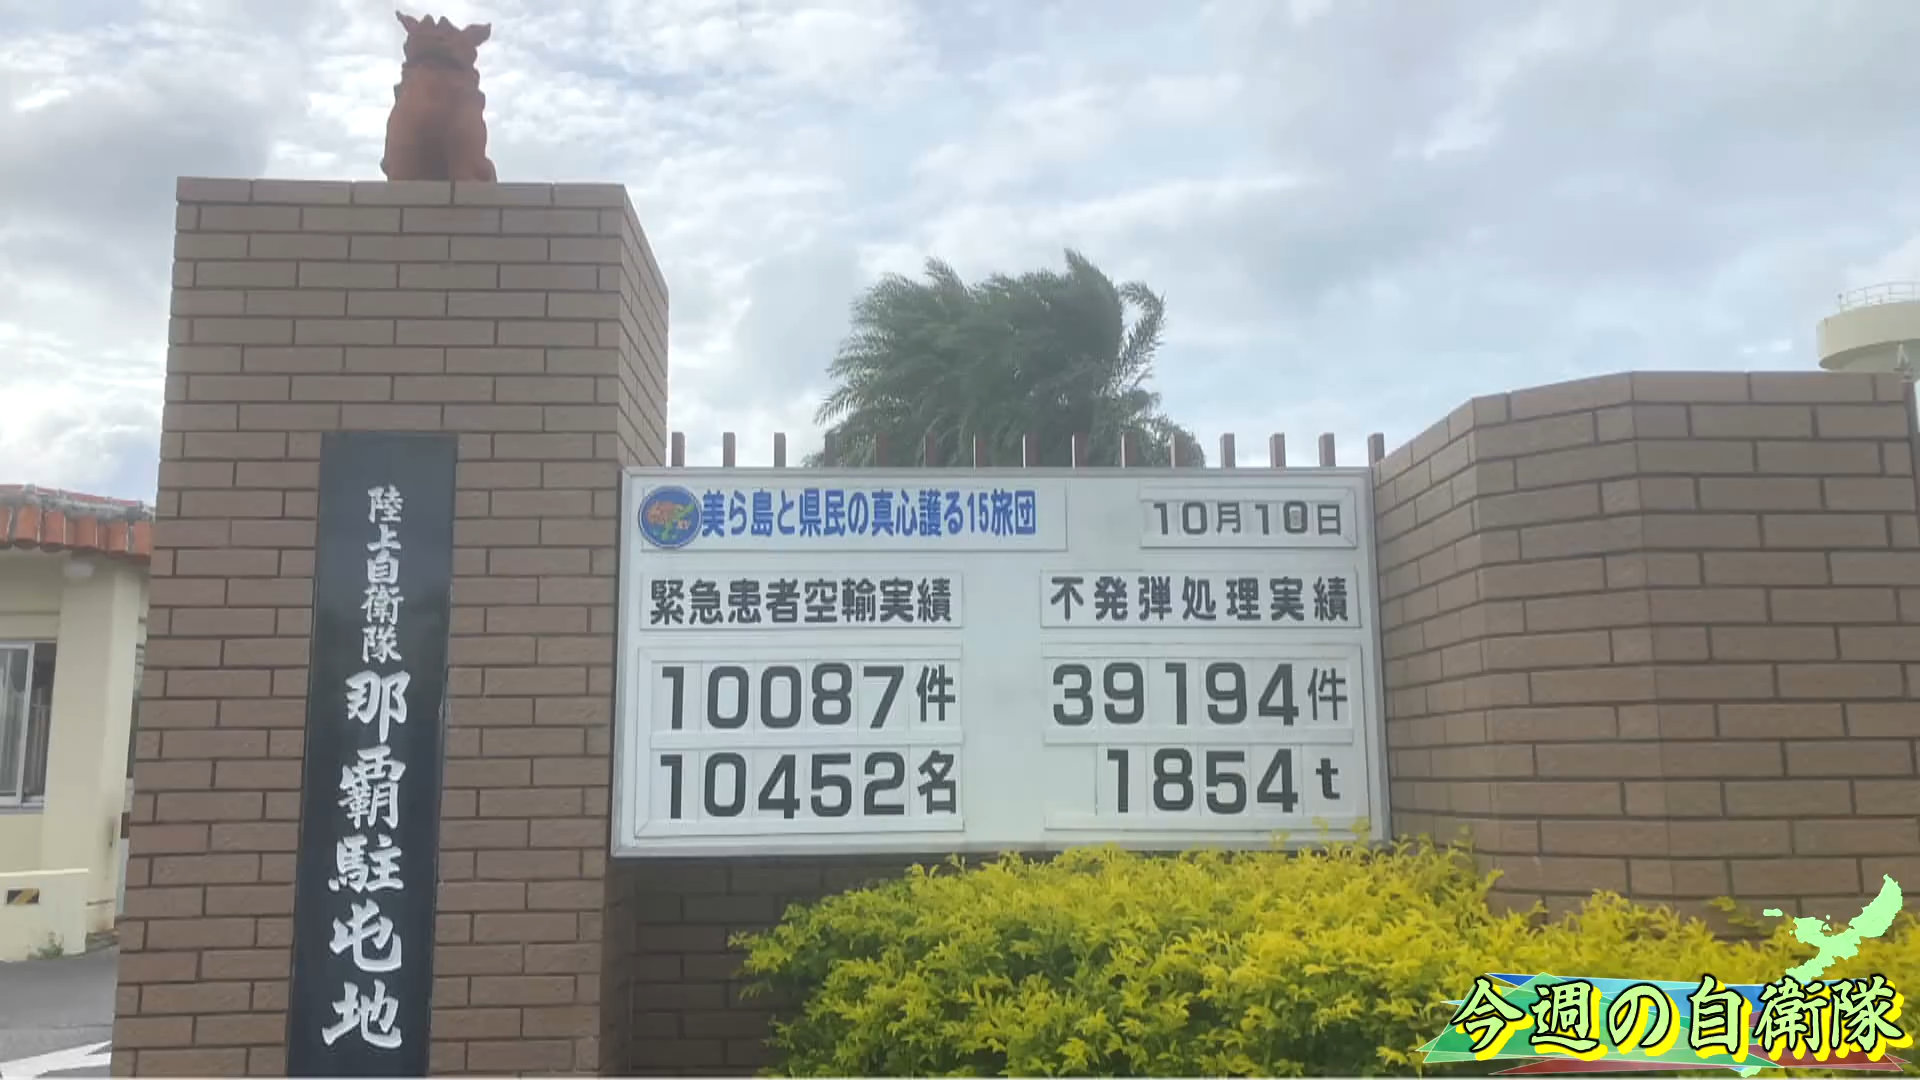 陸上自衛隊 那覇駐屯地
美ら島と県民の真心護る15旅団
10月10日
緊急患者空輸実績
不発弾処理実績
10087件
39194件
10452名
1854t
今週の自衛隊